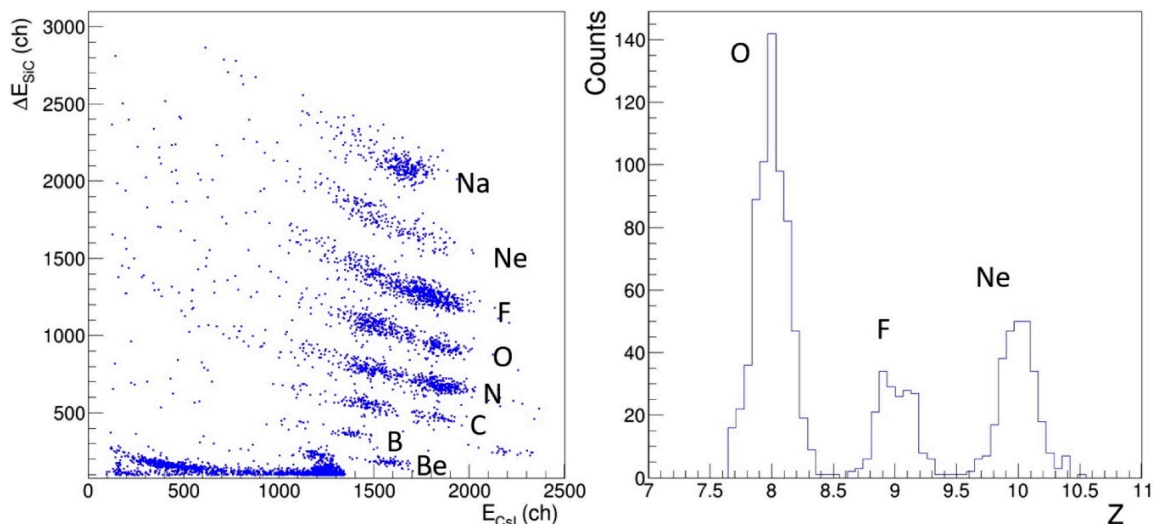 ΔE_SiC (ch)
3000
2500
2000
1500
1000
500
0
500
1000
1500
2000
2500
E_CsI (ch)
Na
Ne
F
O
N
C
B
Be
Counts
140
120
100
80
60
40
20
0
7
7.5
8
8.5
9
9.5
10
10.5
11
Z
O
F
Ne